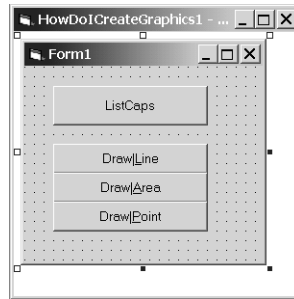 HowDoICreateGraphics1 - ...
Form1
ListCaps
Draw|Line
Draw|Area
Draw|Point